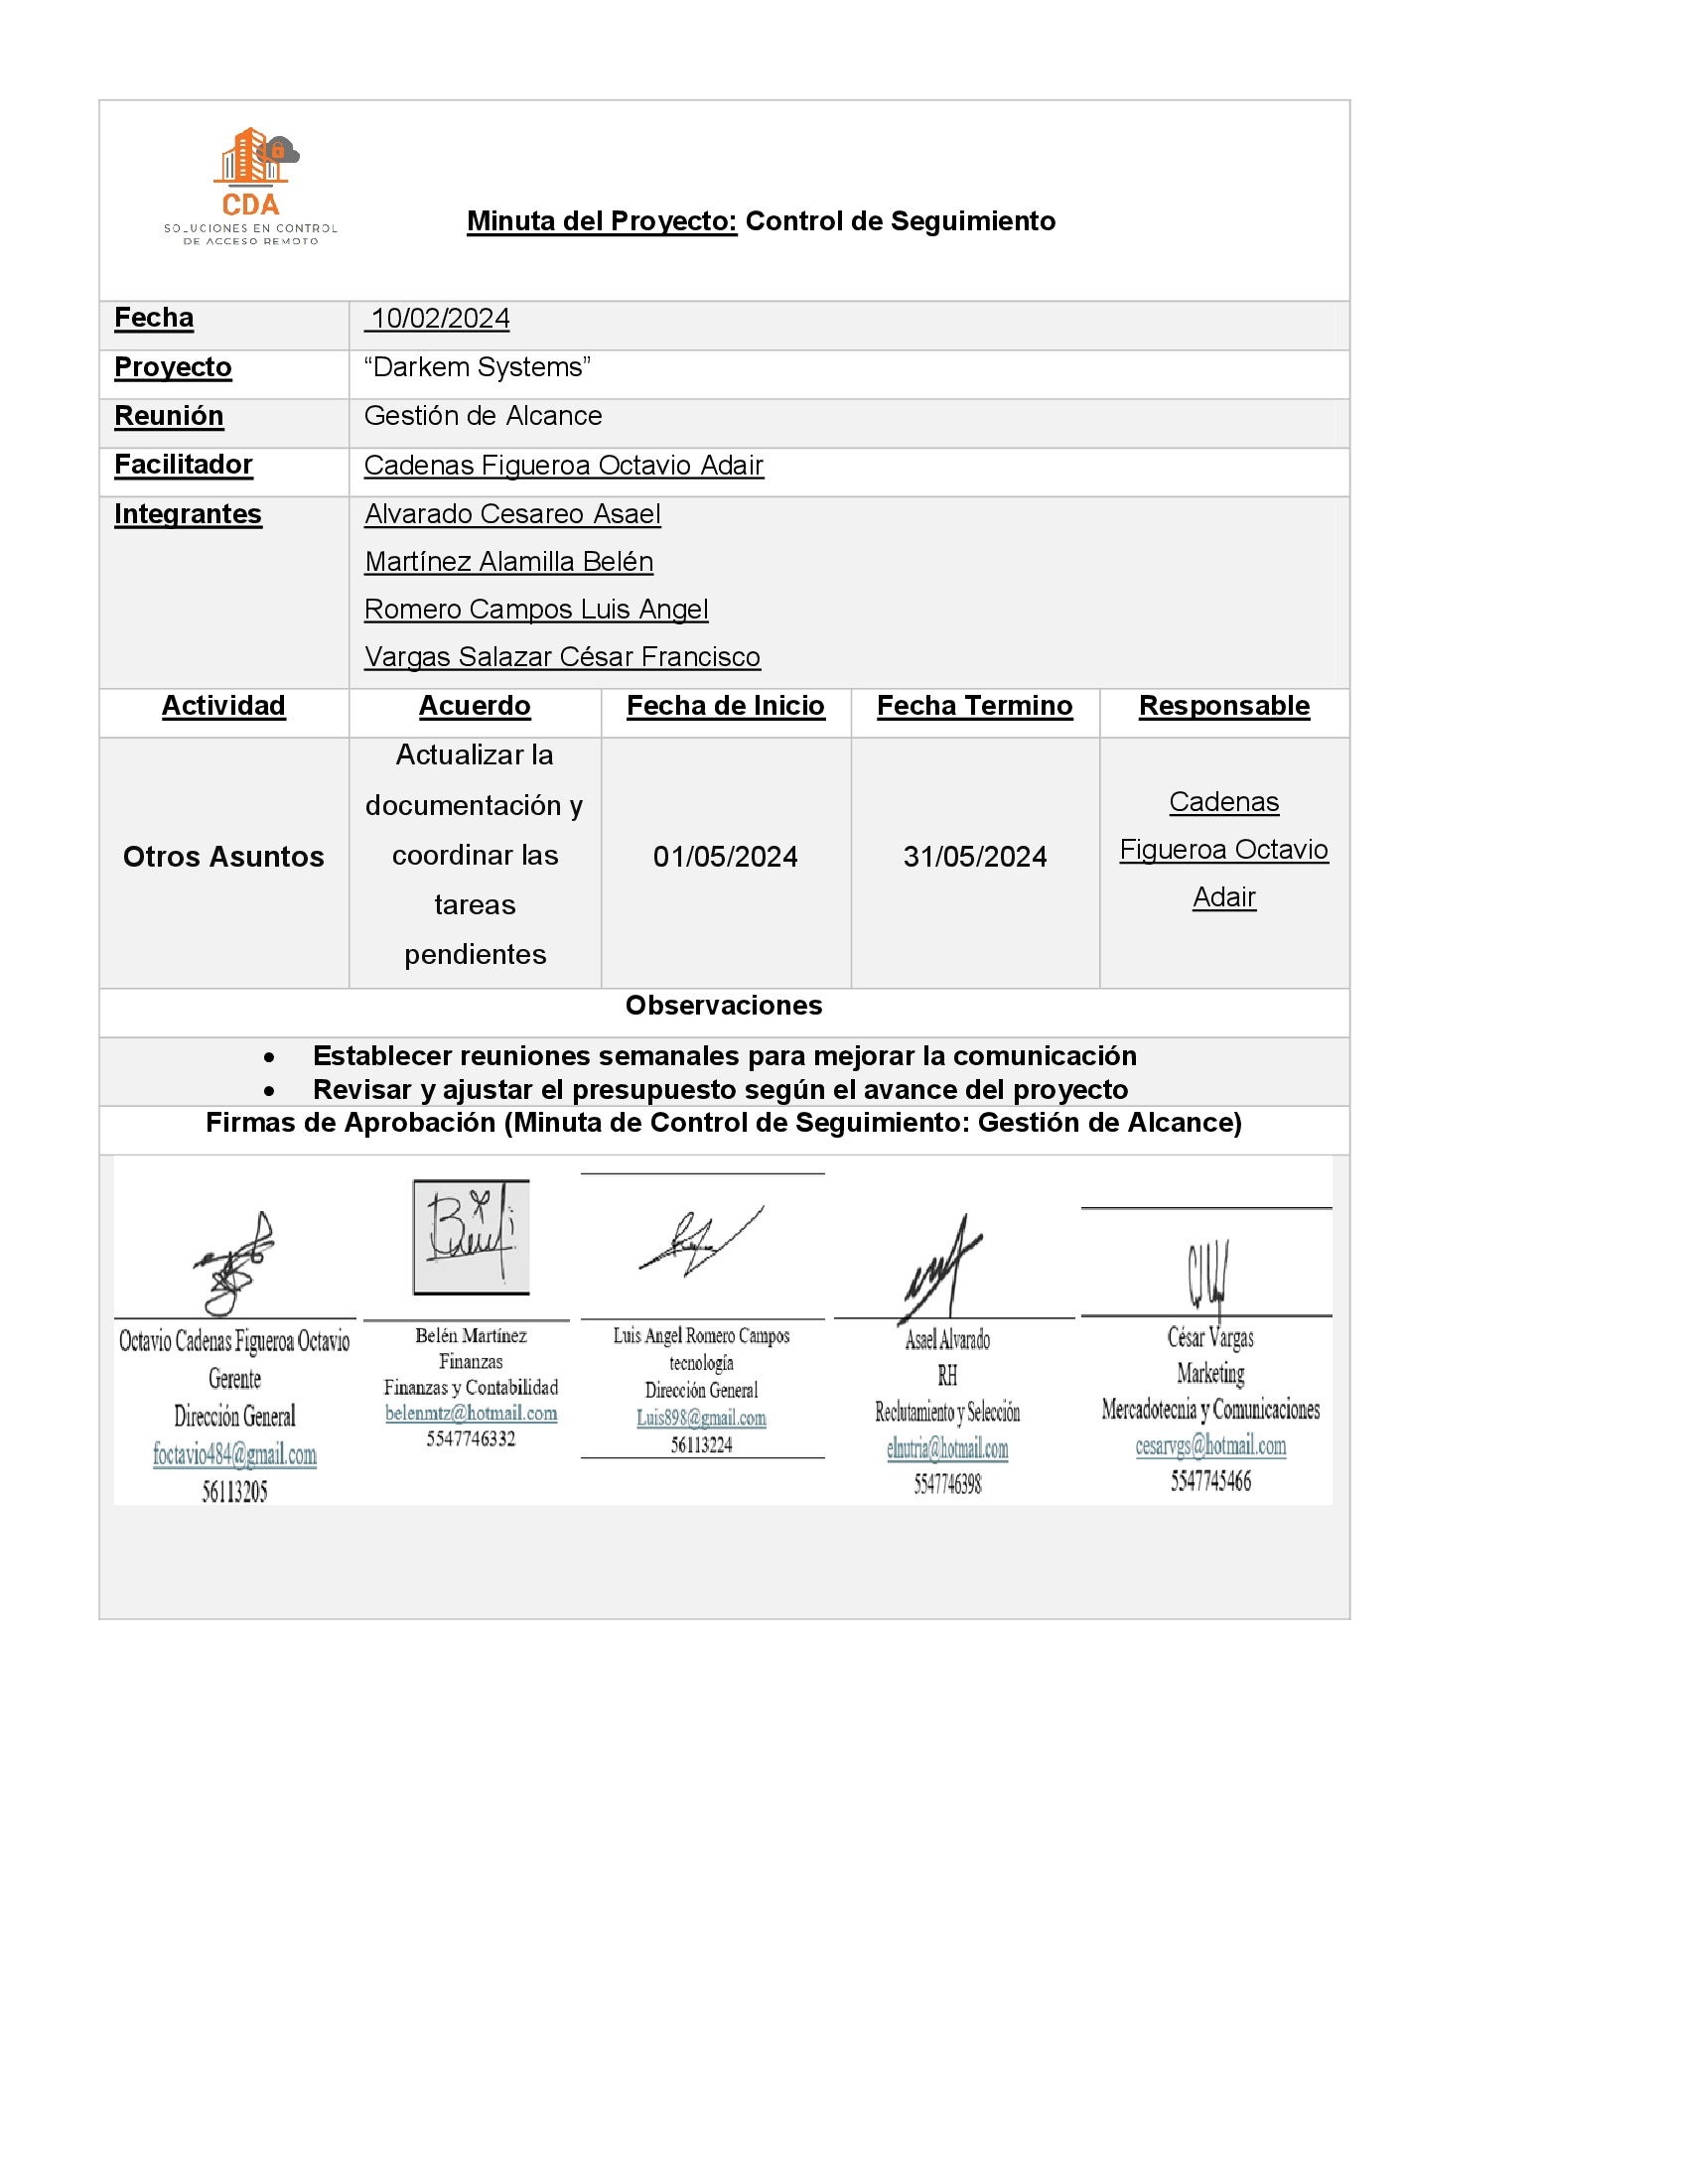 CDA
SOLUCIONES EN CONTROL
DE ACCESO REMOTO
Minuta del Proyecto: Control de Seguimiento
Fecha 10/02/2024
Proyecto “Darkem Systems”
Reunión Gestión de Alcance
Facilitador Cadenas Figueroa Octavio Adair
Integrantes Alvarado Cesareo Asael
Martínez Alamilla Belén
Romero Campos Luis Angel
Vargas Salazar César Francisco
Actividad Acuerdo Fecha de Inicio Fecha Termino Responsable
Otros Asuntos
Actualizar la
documentación y
coordinar las
tareas
pendientes
01/05/2024
31/05/2024
Cadenas
Figueroa Octavio
Adair
Observaciones
• Establecer reuniones semanales para mejorar la comunicación
• Revisar y ajustar el presupuesto según el avance del proyecto
Firmas de Aprobación (Minuta de Control de Seguimiento: Gestión de Alcance)
Octavio Cadenas Figueroa Octavio
Gerente
Dirección General
foctavio484@gmail.com
56113205
Belén Martínez
Finanzas
Finanzas y Contabilidad
belenmtz@hotmail.com
5547746332
Luis Angel Romero Campos
tecnología
Dirección General
Luis898@gmail.com
56113224
Asael Alvarado
RH
Reclutamiento y Selección
elnutria@hotmail.com
5547746398
César Vargas
Marketing
Mercadotecnia y Comunicaciones
cesarvgs@hotmail.com
5547745466